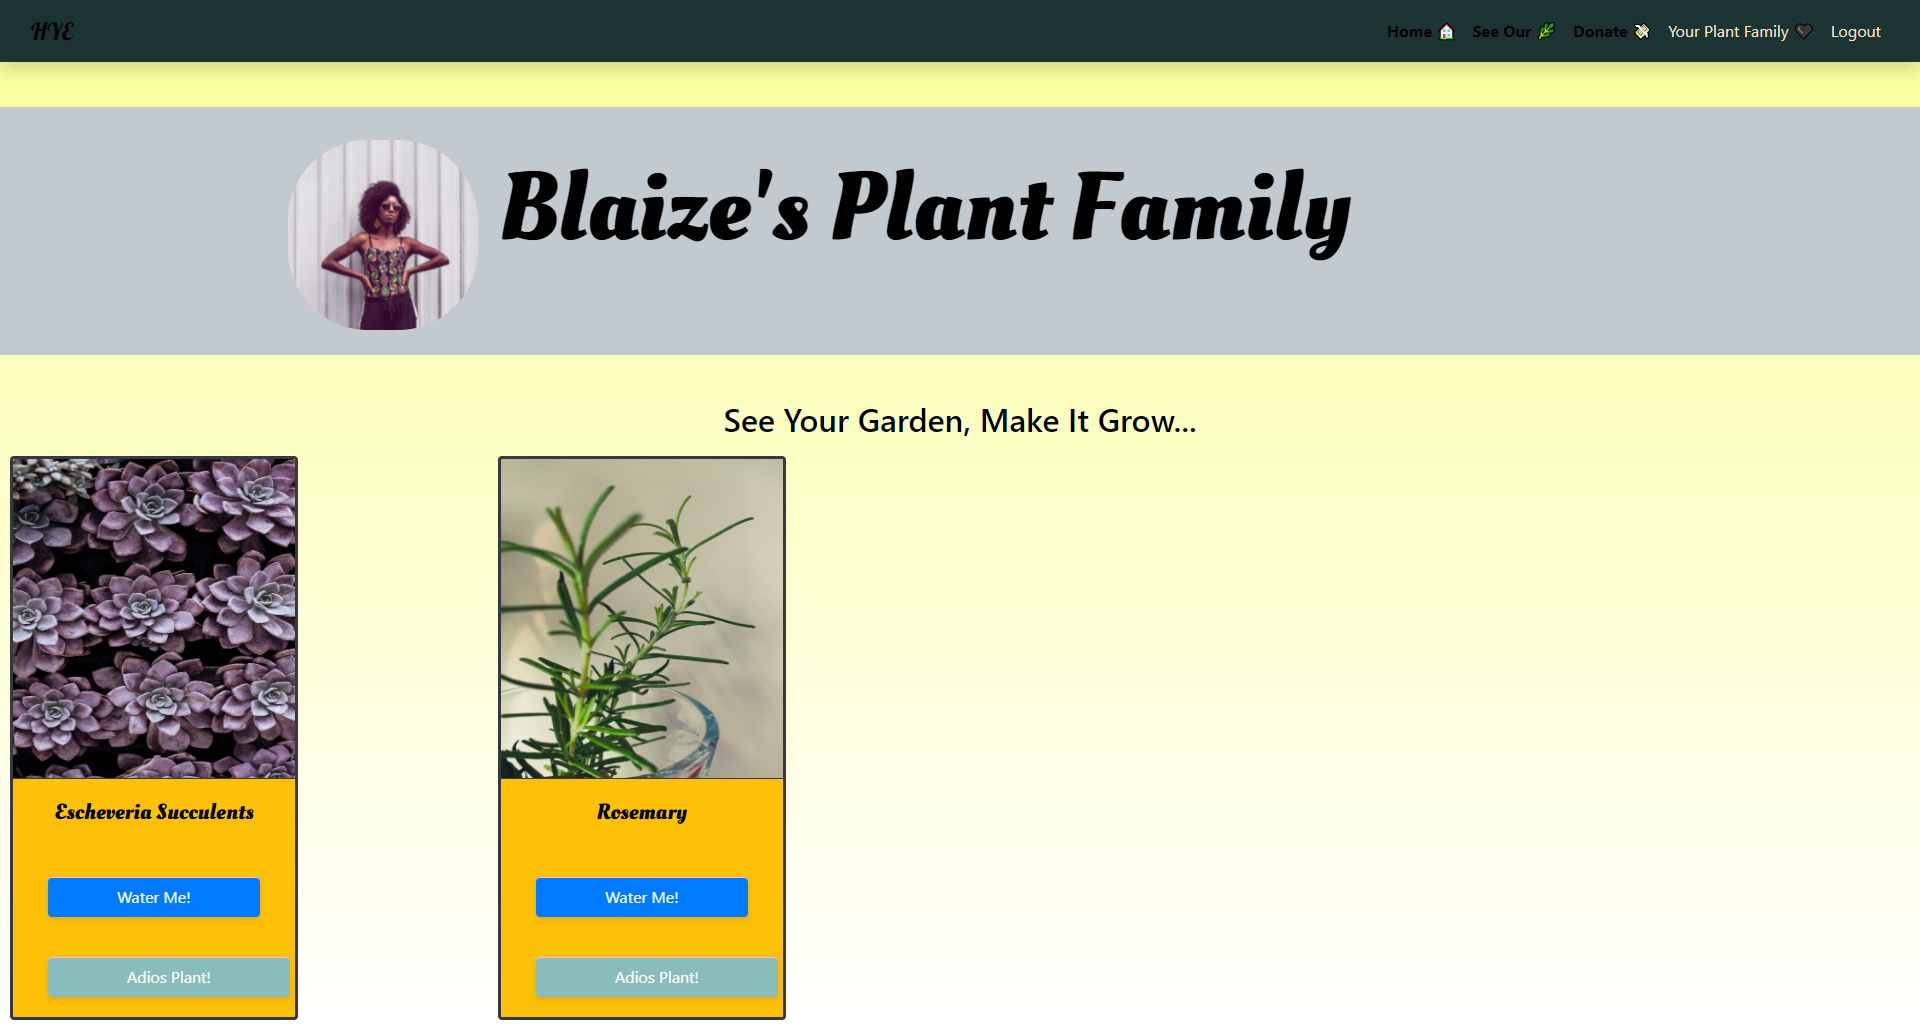 HYE
Home 🏠 See Our 🌿 Donate 💸 Your Plant Family 🖤 Logout
Blaize's Plant Family
See Your Garden, Make It Grow...
Escheveria Succulents
Water Me!
Adios Plant!
Rosemary
Water Me!
Adios Plant!